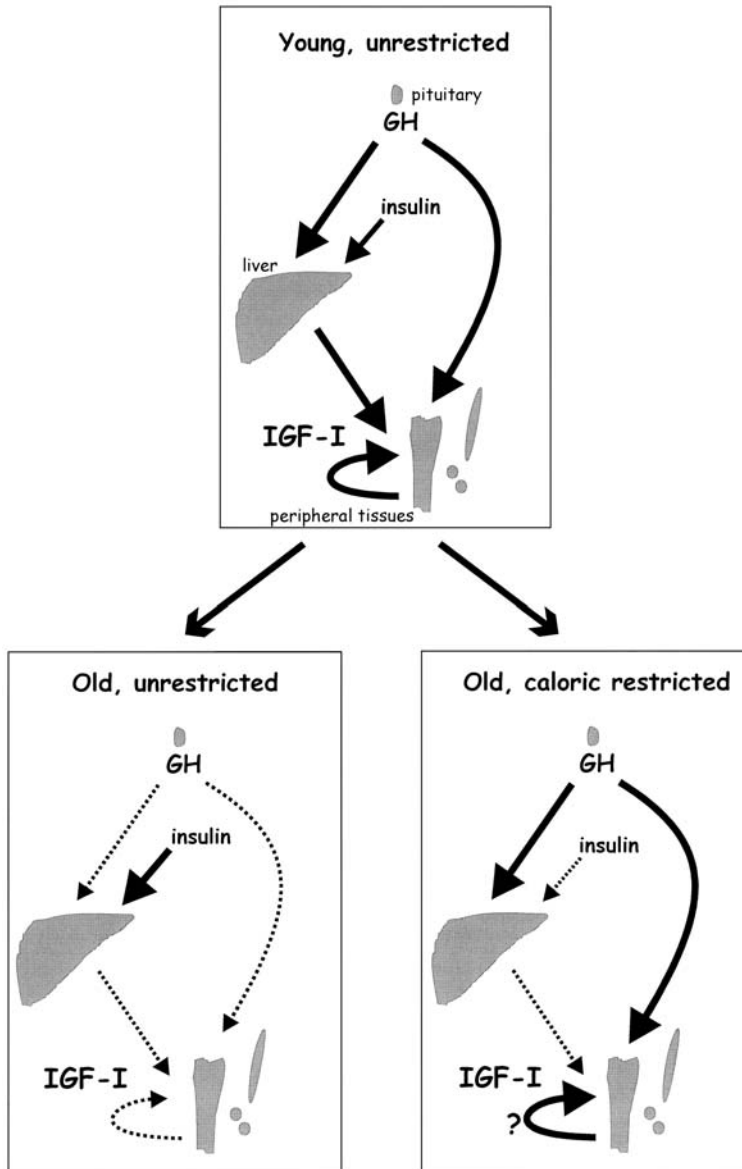 Young, unrestricted
pituitary
GH
insulin
liver
IGF-I
peripheral tissues
Old, unrestricted
GH
insulin
IGF-I
Old, caloric restricted
GH
insulin
IGF-I
?